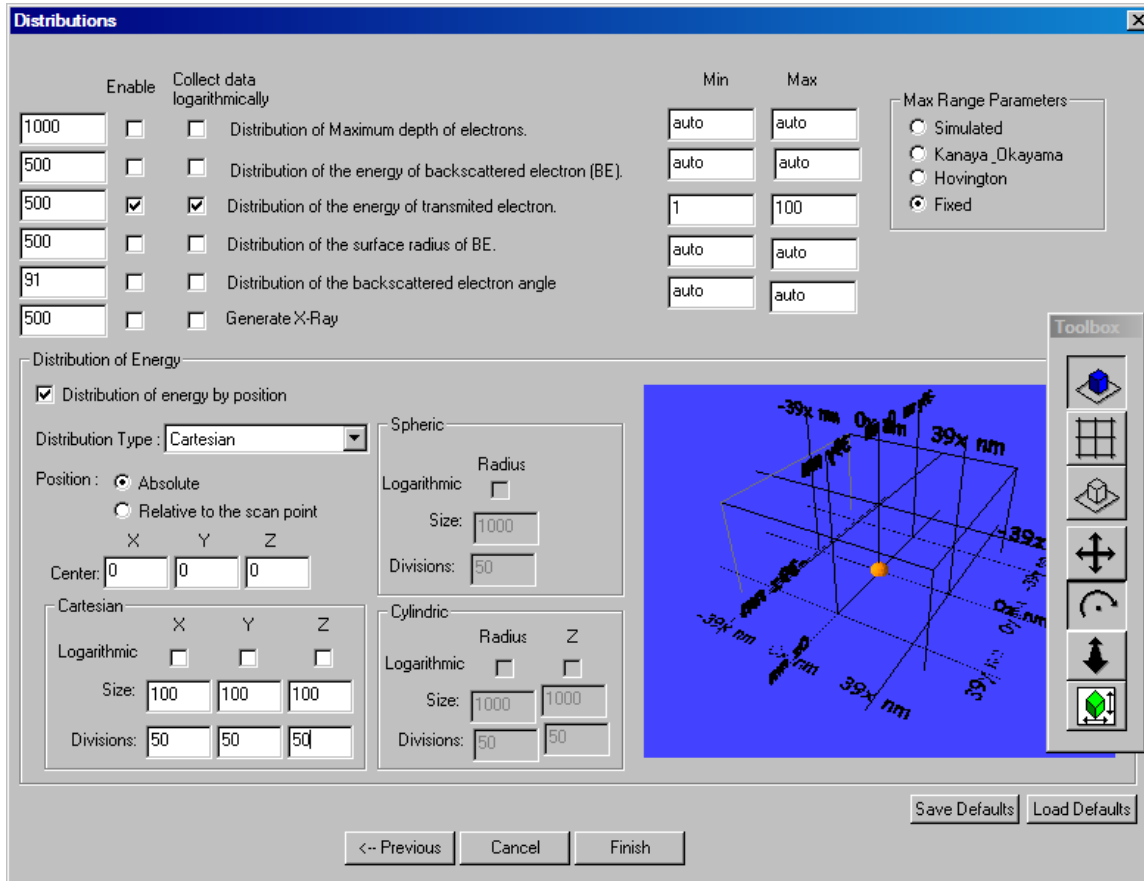 Distributions
Enable Collect data logarithmically Min Max
Max Range Parameters
1000 Distribution of Maximum depth of electrons. auto auto
Simulated
500 Distribution of the energy of backscattered electron (BE). auto auto
Kanaya_Okayama
Hovington
500 Distribution of the energy of transmited electron. 1 100
Fixed
500 Distribution of the surface radius of BE. auto auto
91 Distribution of the backscattered electron angle auto auto
500 Generate X-Ray
Toolbox
Distribution of Energy
Distribution of energy by position
Distribution Type : Cartesian
Position : Absolute
Relative to the scan point
X Y Z
Center: 0 0 0
Cartesian
X Y Z
Logarithmic
Size: 100 100 100
Divisions: 50 50 50
Spheric
Radius
Logarithmic
Size: 1000
Divisions: 50
Cylindric
Radius Z
Logarithmic
Size: 1000 1000
Divisions: 50 50
-39x nm
39x nm
-39x
-39x nm
39x nm
39x
Save Defaults Load Defaults
<-- Previous Cancel Finish